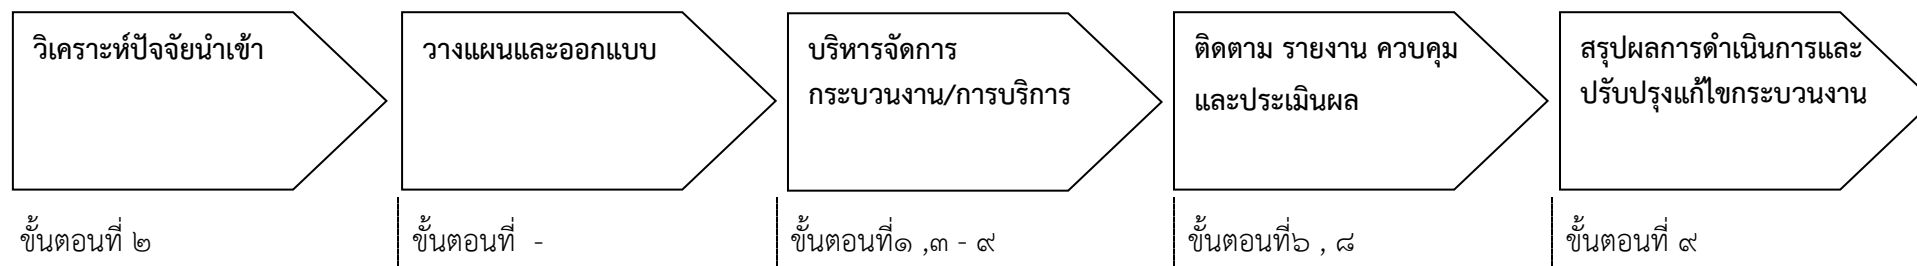 วิเคราะห์ปัจจัยนำเข้า
วางแผนและออกแบบ
บริหารจัดการ
กระบวนงาน/การบริการ
ติดตาม รายงาน ควบคุม
และประเมินผล
สรุปผลการดำเนินการและ
ปรับปรุงแก้ไขกระบวนงาน
ขั้นตอนที่ ๒
ขั้นตอนที่ -
ขั้นตอนที่๑ ,๓ - ๙
ขั้นตอนที่๖ , ๘
ขั้นตอนที่ ๙